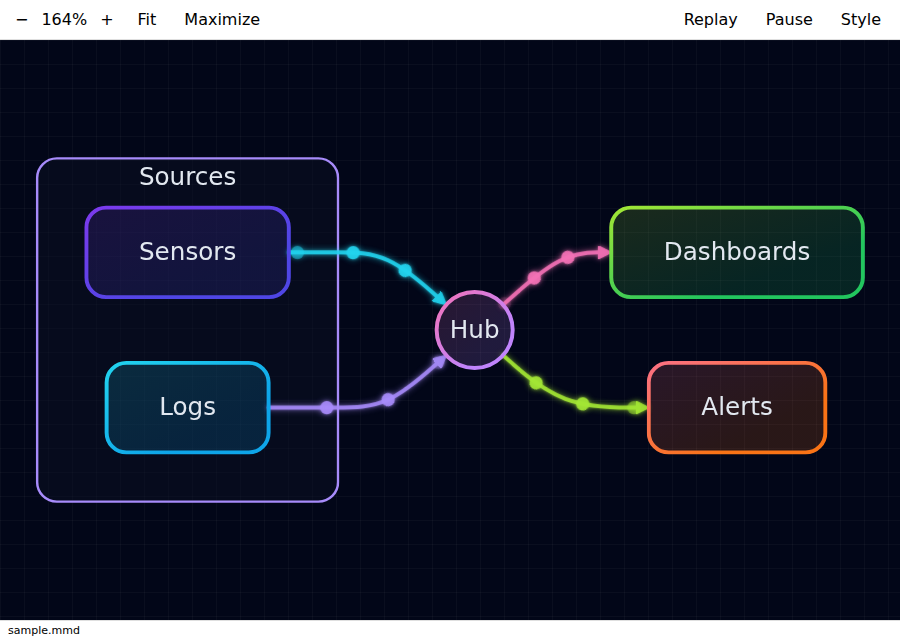 − 164% + Fit Maximize Replay Pause Style
Sources
Sensors
Dashboards
Hub
Logs
Alerts
sample.mmd